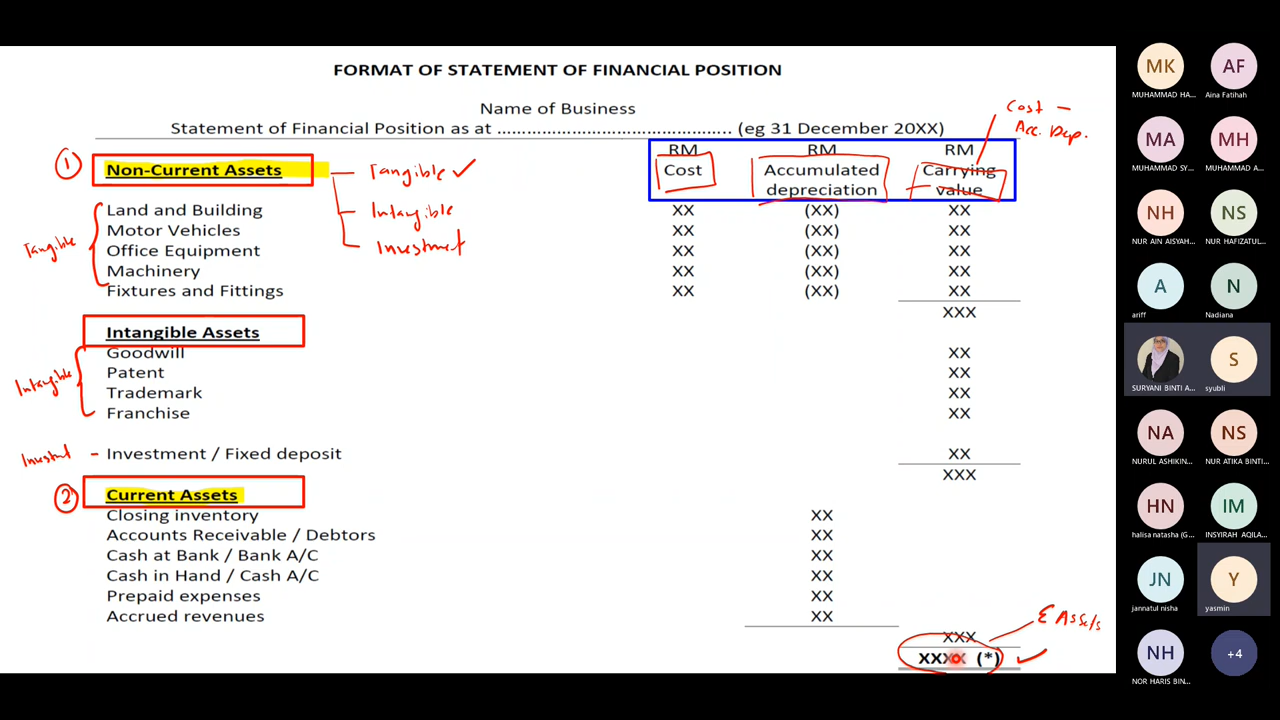 FORMAT OF STATEMENT OF FINANCIAL POSITION
Name of Business
Statement of Financial Position as at ................................................ (eg 31 December 20XX)
Cost –
Acc. Dep.
RM RM RM
① Non-Current Assets — Tangible ✓ Cost Accumulated depreciation Carrying value
Intangible
Investment
Tangible
Land and Building XX (XX) XX
Motor Vehicles XX (XX) XX
Office Equipment XX (XX) XX
Machinery XX (XX) XX
Fixtures and Fittings XX (XX) XX
XXX
Intangible Assets
Intangible
Goodwill XX
Patent XX
Trademark XX
Franchise XX
– Investment / Fixed deposit XX
XXX
② Current Assets
Closing inventory XX
Accounts Receivable / Debtors XX
Cash at Bank / Bank A/C XX
Cash in Hand / Cash A/C XX
Prepaid expenses XX
Accrued revenues XX
Σ Assets
XXX
XXXX (*) ✓
MK
MUHAMMAD HA...
AF
Aina Fatihah
MA
MUHAMMAD SY...
MH
MUHAMMAD A...
NH
NUR AIN AISYAH...
NS
NUR HAFIZATUL...
A
ariff
N
Nadiana
SURYANI BINTI A...
S
syubli
NA
NURUL ASHIKIN...
NS
NUR ATIKA BINTI...
HN
halisa natasha (G...
IM
INSYIRAH AQILA...
JN
jannatul nisha
Y
yasmin
NH
NOR HARIS BIN...
+4